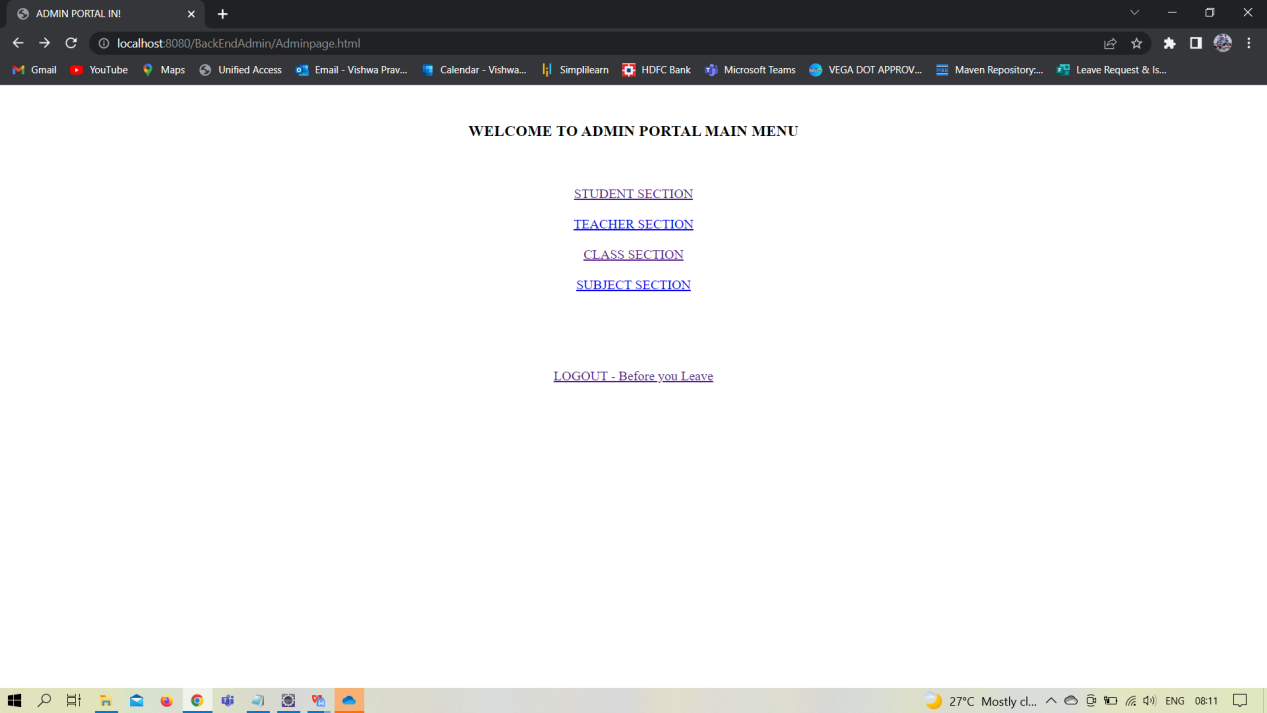 ADMIN PORTAL IN!
localhost:8080/BackEndAdmin/Adminpage.html
Gmail YouTube Maps Unified Access Email - Vishwa Prav... Calendar - Vishwa... Simplilearn HDFC Bank Microsoft Teams VEGA DOT APPROV... Maven Repository:... Leave Request & Is...
WELCOME TO ADMIN PORTAL MAIN MENU
STUDENT SECTION
TEACHER SECTION
CLASS SECTION
SUBJECT SECTION
LOGOUT - Before you Leave
27°C Mostly cl... ENG 08:11